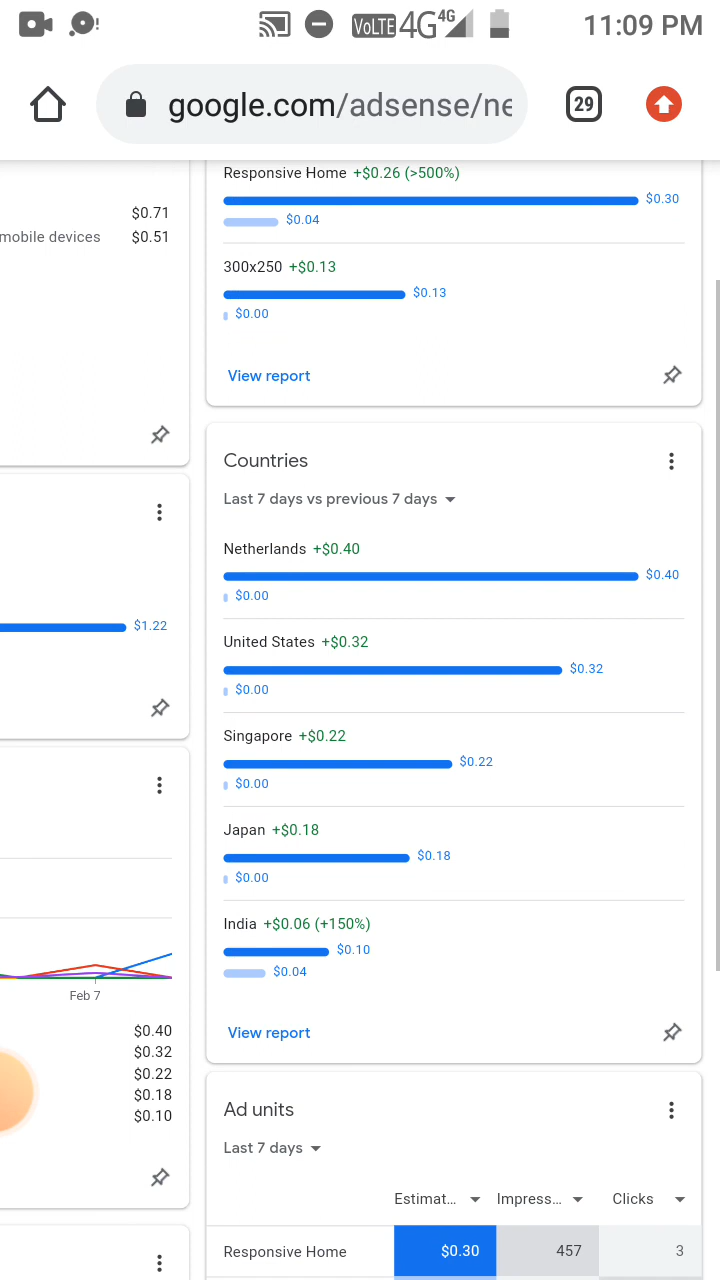 VoLTE 4G 4G 11:09 PM
google.com/adsense/ne
29
$0.71
mobile devices $0.51
$1.22
Feb 7
$0.40
$0.32
$0.22
$0.18
$0.10
Responsive Home +$0.26 (>500%)
$0.30
$0.04
300x250 +$0.13
$0.13
$0.00
View report
Countries
Last 7 days vs previous 7 days
Netherlands +$0.40
$0.40
$0.00
United States +$0.32
$0.32
$0.00
Singapore +$0.22
$0.22
$0.00
Japan +$0.18
$0.18
$0.00
India +$0.06 (+150%)
$0.10
$0.04
View report
Ad units
Last 7 days
Estimat... Impress... Clicks
Responsive Home $0.30 457 3